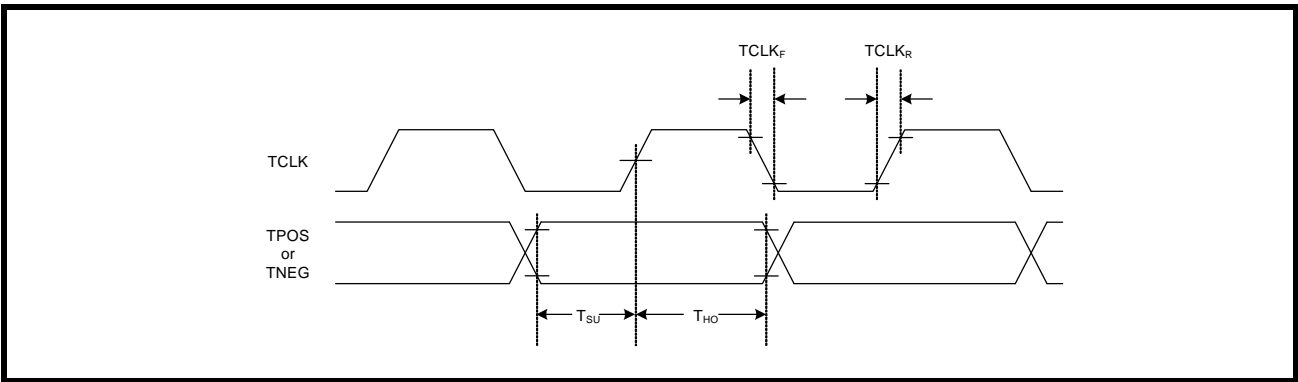 TCLKF
TCLKR
TCLK
TPOS
or
TNEG
TSU
THO